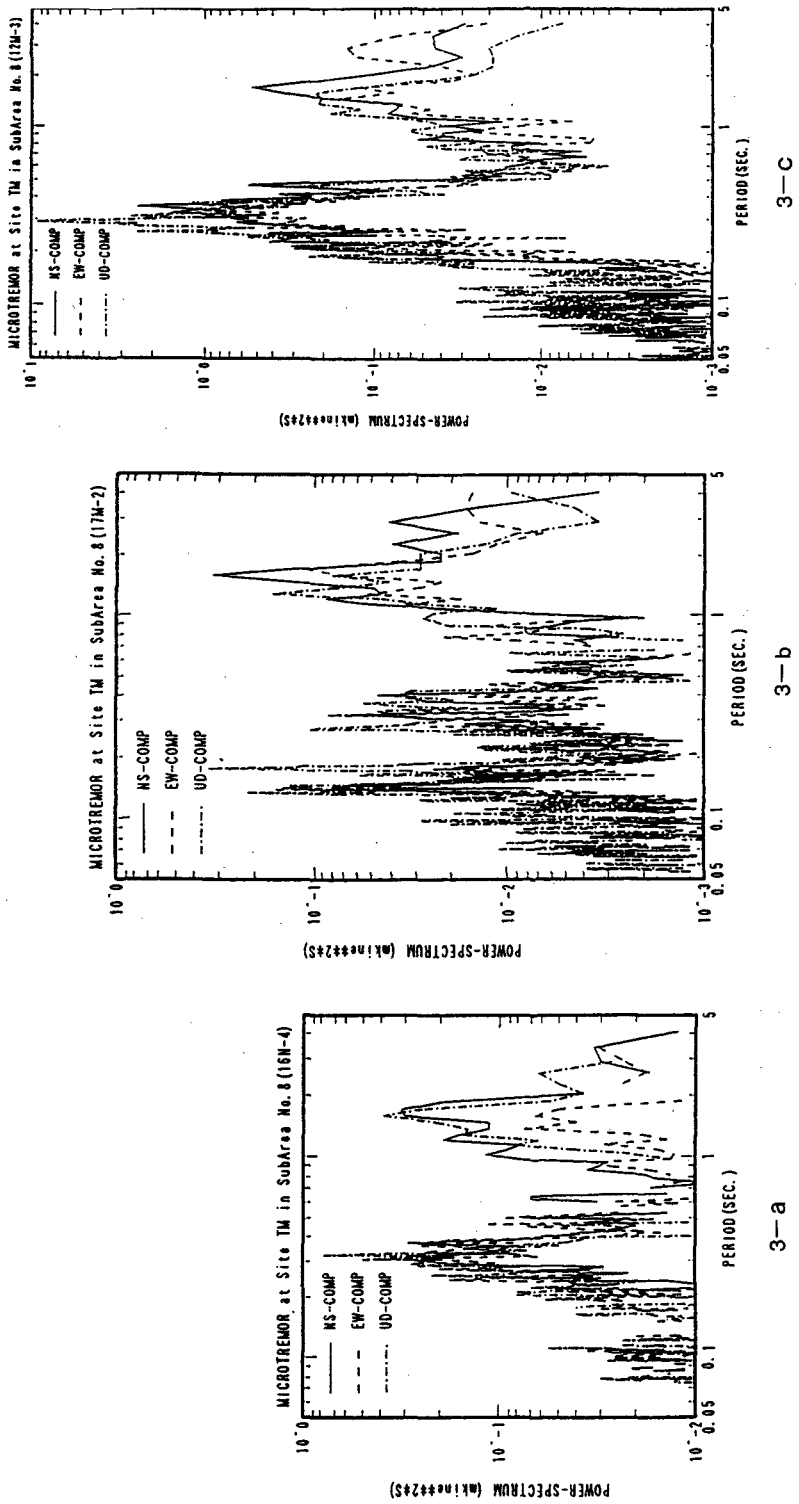 MICROTREMOR at Site TM in SubArea No. 8 (16N-4)
NS-COMP
EW-COMP
UD-COMP
POWER-SPECTRUM (mkine**2*S)
10^0
10^-1
10^-2
0.05
0.1
1
5
PERIOD (SEC.)
3-a
MICROTREMOR at Site TM in SubArea No. 8 (17M-2)
NS-COMP
EW-COMP
UD-COMP
POWER-SPECTRUM (mkine**2*S)
10^0
10^-1
10^-2
10^-3
0.05
0.1
1
5
PERIOD (SEC.)
3-b
MICROTREMOR at Site TM in SubArea No. 8 (12M-3)
NS-COMP
EW-COMP
UD-COMP
POWER-SPECTRUM (mkine**2*S)
10^1
10^0
10^-1
10^-2
10^-3
0.05
0.1
1
5
PERIOD (SEC.)
3-c